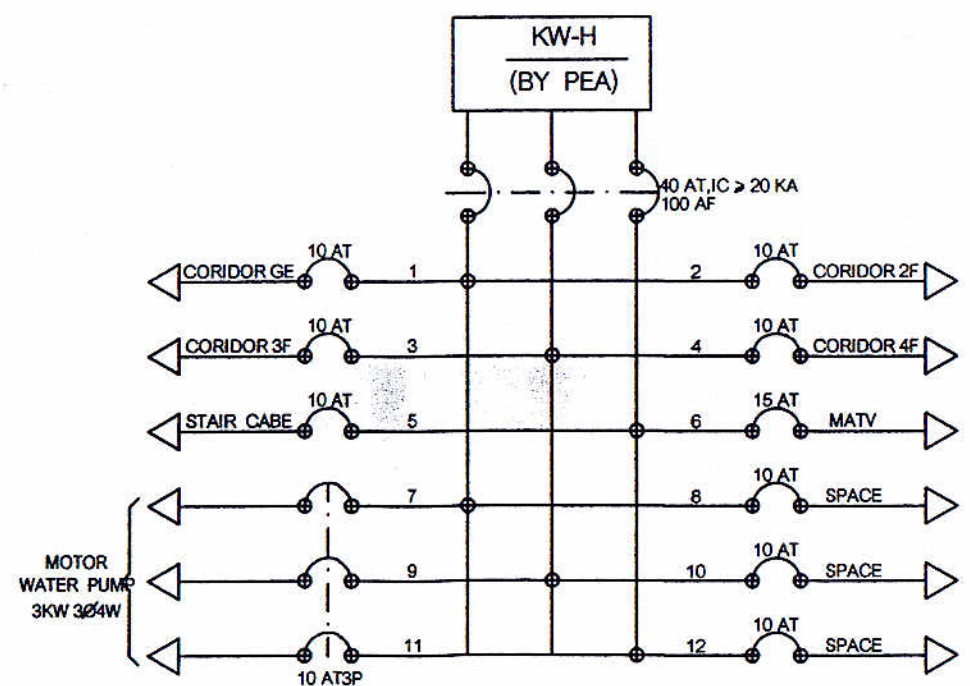 KW-H
(BY PEA)
40 AT,IC ⩾ 20 KA
100 AF
CORIDOR GE 10 AT 1 2 10 AT CORIDOR 2F
CORIDOR 3F 10 AT 3 4 10 AT CORIDOR 4F
STAIR CABE 10 AT 5 6 15 AT MATV
7 8 10 AT SPACE
MOTOR
WATER PUMP
3KW 3Ø4W
9 10 10 AT SPACE
11 12 10 AT SPACE
10 AT3P